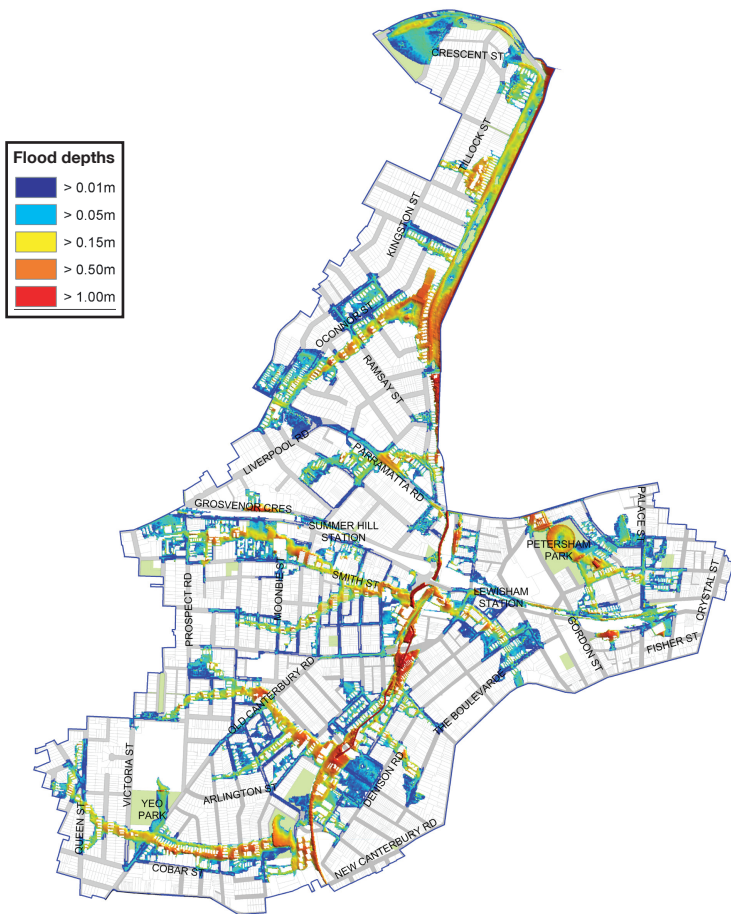 CRESCENT ST
TILLOCK ST
Flood depths
> 0.01m
> 0.05m
> 0.15m
> 0.50m
> 1.00m
KINGSTON ST
OCONNOR ST
RAMSAY ST
LIVERPOOL RD
PARRAMATTA RD
GROSVENOR CRES
SUMMER HILL
STATION
PALACE ST
PETERSHAM
PARK
SMITH ST
MOONBIE ST
PROSPECT RD
LEWISHAM
STATION
CRYSTAL ST
GORDON ST
FISHER ST
OLD CANTERBURY RD
THE BOULEVARDE
VICTORIA ST
ARLINGTON ST
DENISON RD
YEO
PARK
QUEEN ST
COBAR ST
NEW CANTERBURY RD